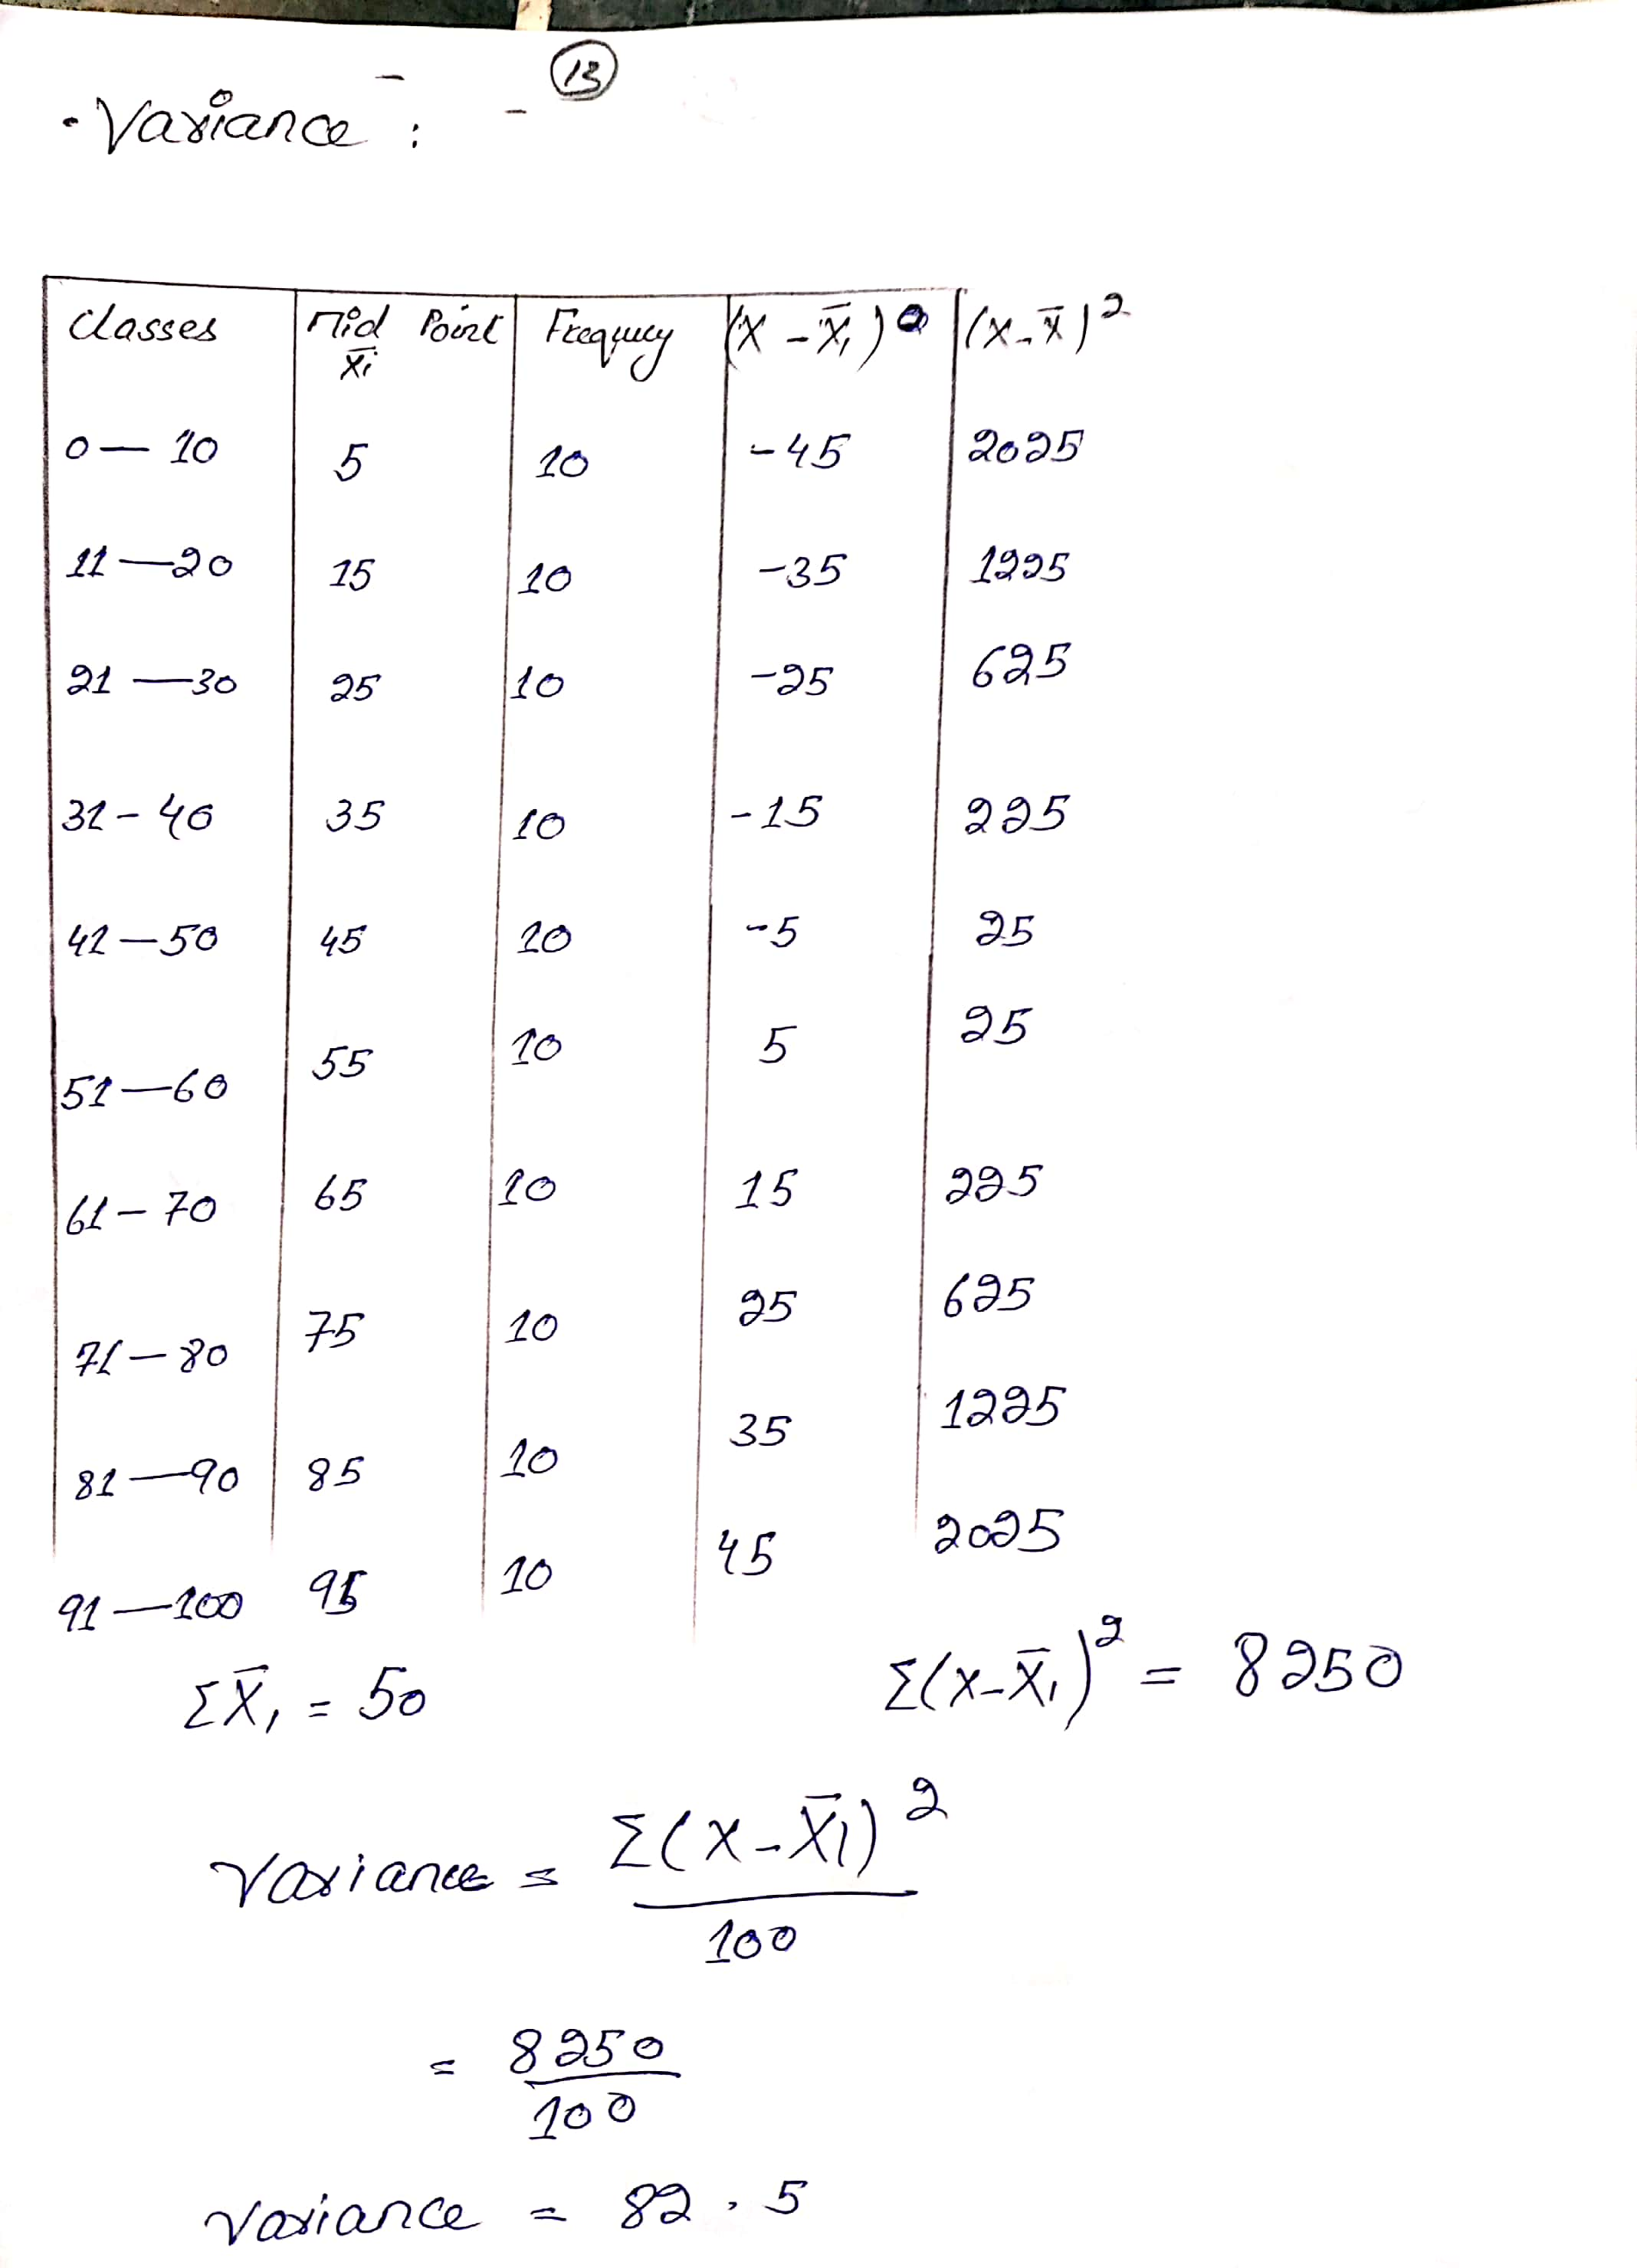 13
• Variance :-
Classes | Mid Point x̄i | Frequcy | (x - x̄1) | (x-x̄)²
0 — 10 | 5 | 10 | -45 | 2025
11 — 20 | 15 | 10 | -35 | 1225
21 — 30 | 25 | 10 | -25 | 625
31 - 40 | 35 | 10 | -15 | 225
41 — 50 | 45 | 10 | -5 | 25
51 — 60 | 55 | 10 | 5 | 25
61 - 70 | 65 | 10 | 15 | 225
71 — 80 | 75 | 10 | 25 | 625
81 — 90 | 85 | 10 | 35 | 1225
91 — 100 | 95 | 10 | 45 | 2025
Σx̄1 = 50 Σ(x-x̄1)² = 8250
Variance = Σ(x-x̄1)²
100
= 8250
100
Variance = 82.5